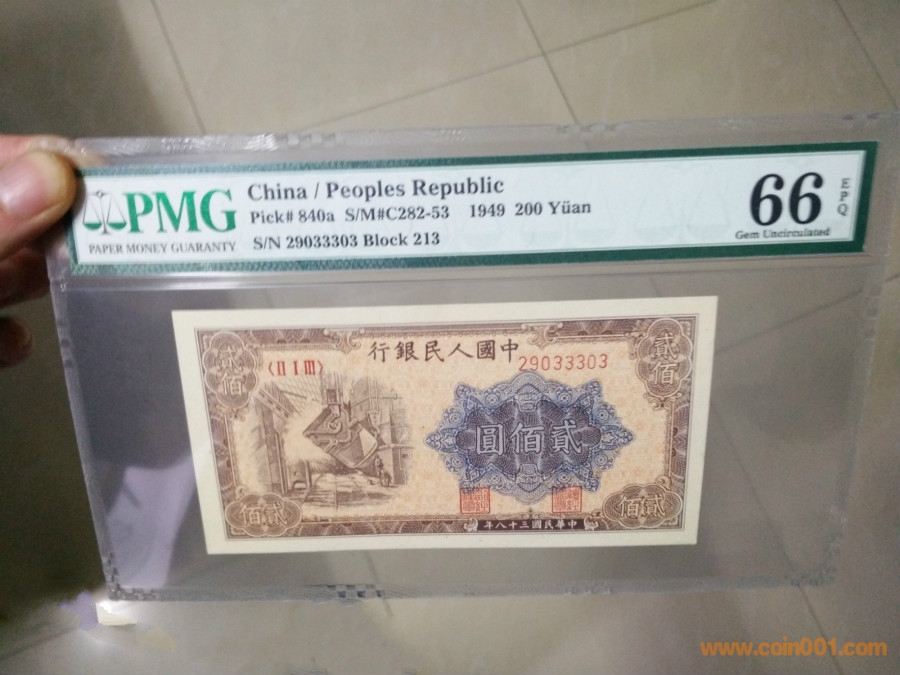 PMG
PAPER MONEY GUARANTY
China / Peoples Republic
Pick# 840a S/M#C282-53 1949 200 Yüan
S/N 29033303 Block 213
66
EPQ
Gem Uncirculated
行銀民人國中
〈II I III〉
29033303
貳佰
貳佰
圓佰貳
佰貳
佰貳
年八十三國民華中
www.coin001.com